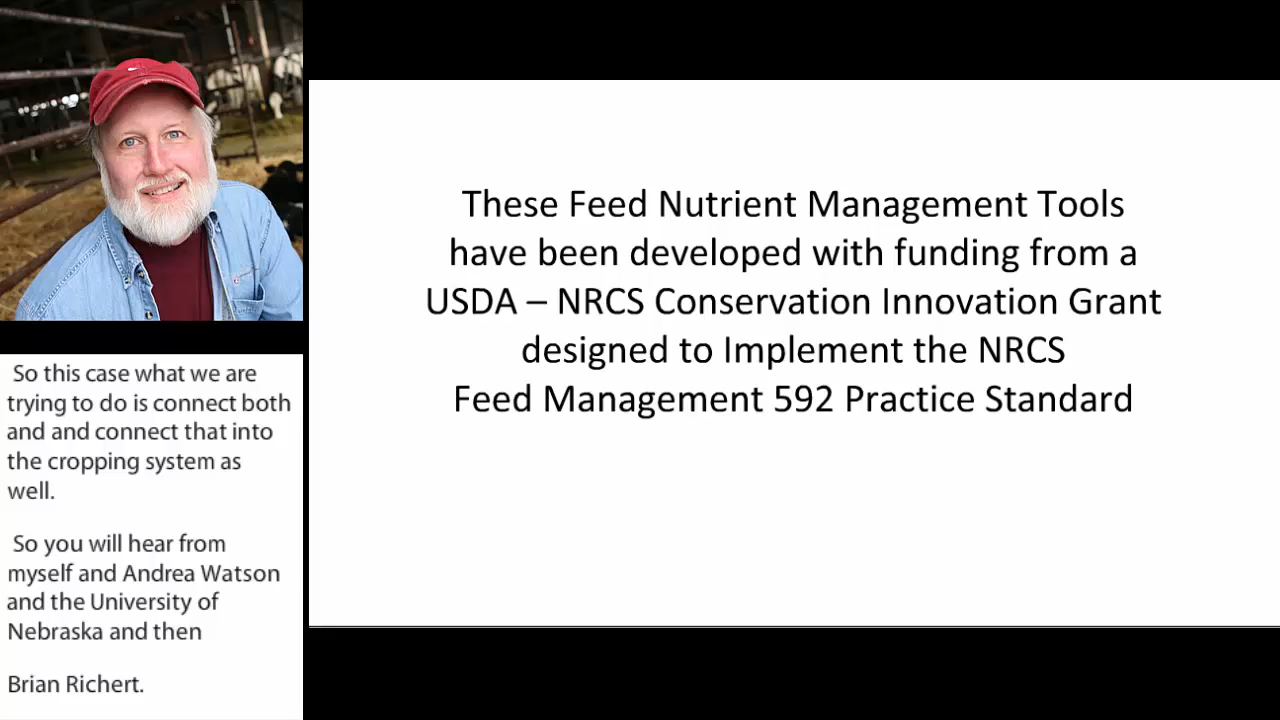 So this case what we are
trying to do is connect both
and and connect that into
the cropping system as
well.
So you will hear from
myself and Andrea Watson
and the University of
Nebraska and then
Brian Richert.
These Feed Nutrient Management Tools
have been developed with funding from a
USDA – NRCS Conservation Innovation Grant
designed to Implement the NRCS
Feed Management 592 Practice Standard